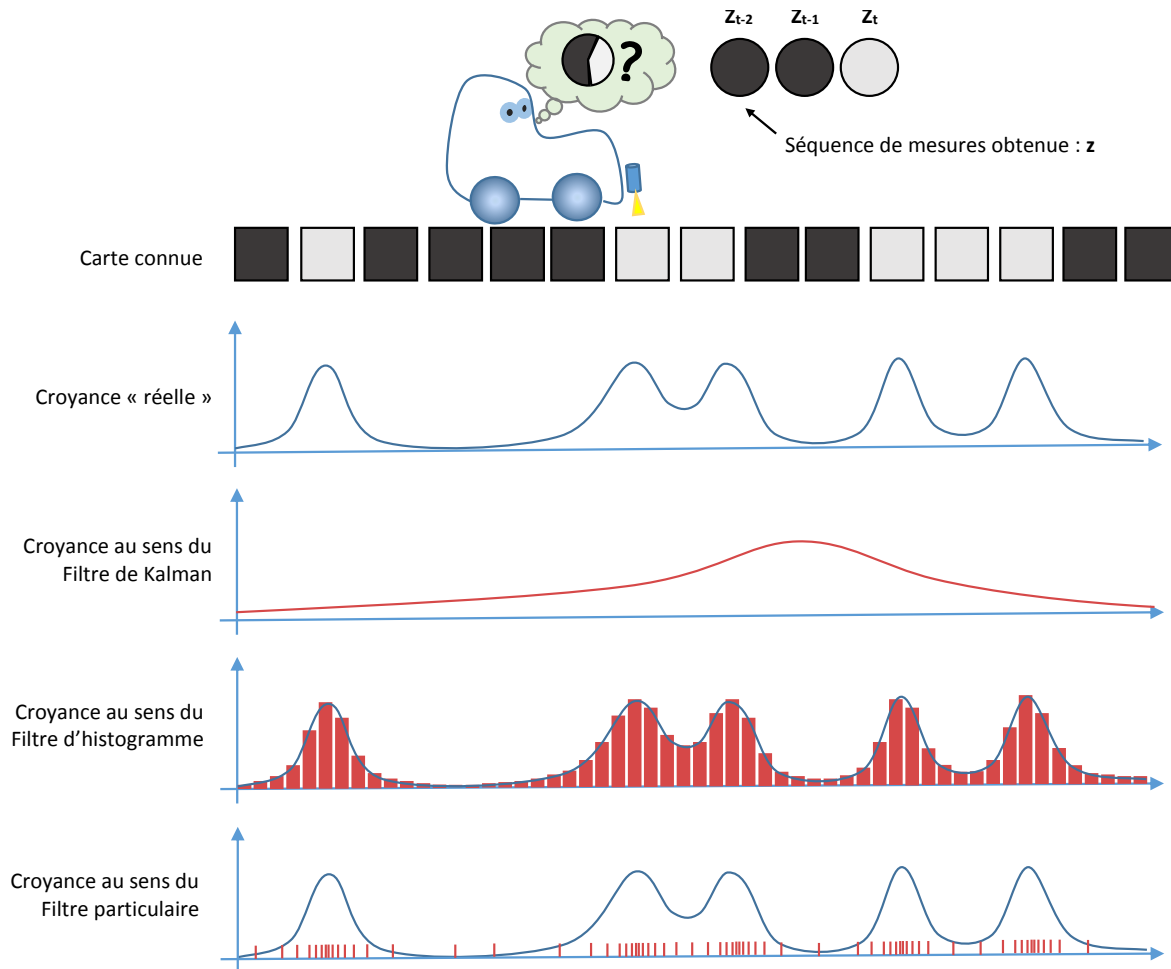 Zt-2 Zt-1 Zt
?
Séquence de mesures obtenue : z
Carte connue
Croyance « réelle »
Croyance au sens du
Filtre de Kalman
Croyance au sens du
Filtre d’histogramme
Croyance au sens du
Filtre particulaire